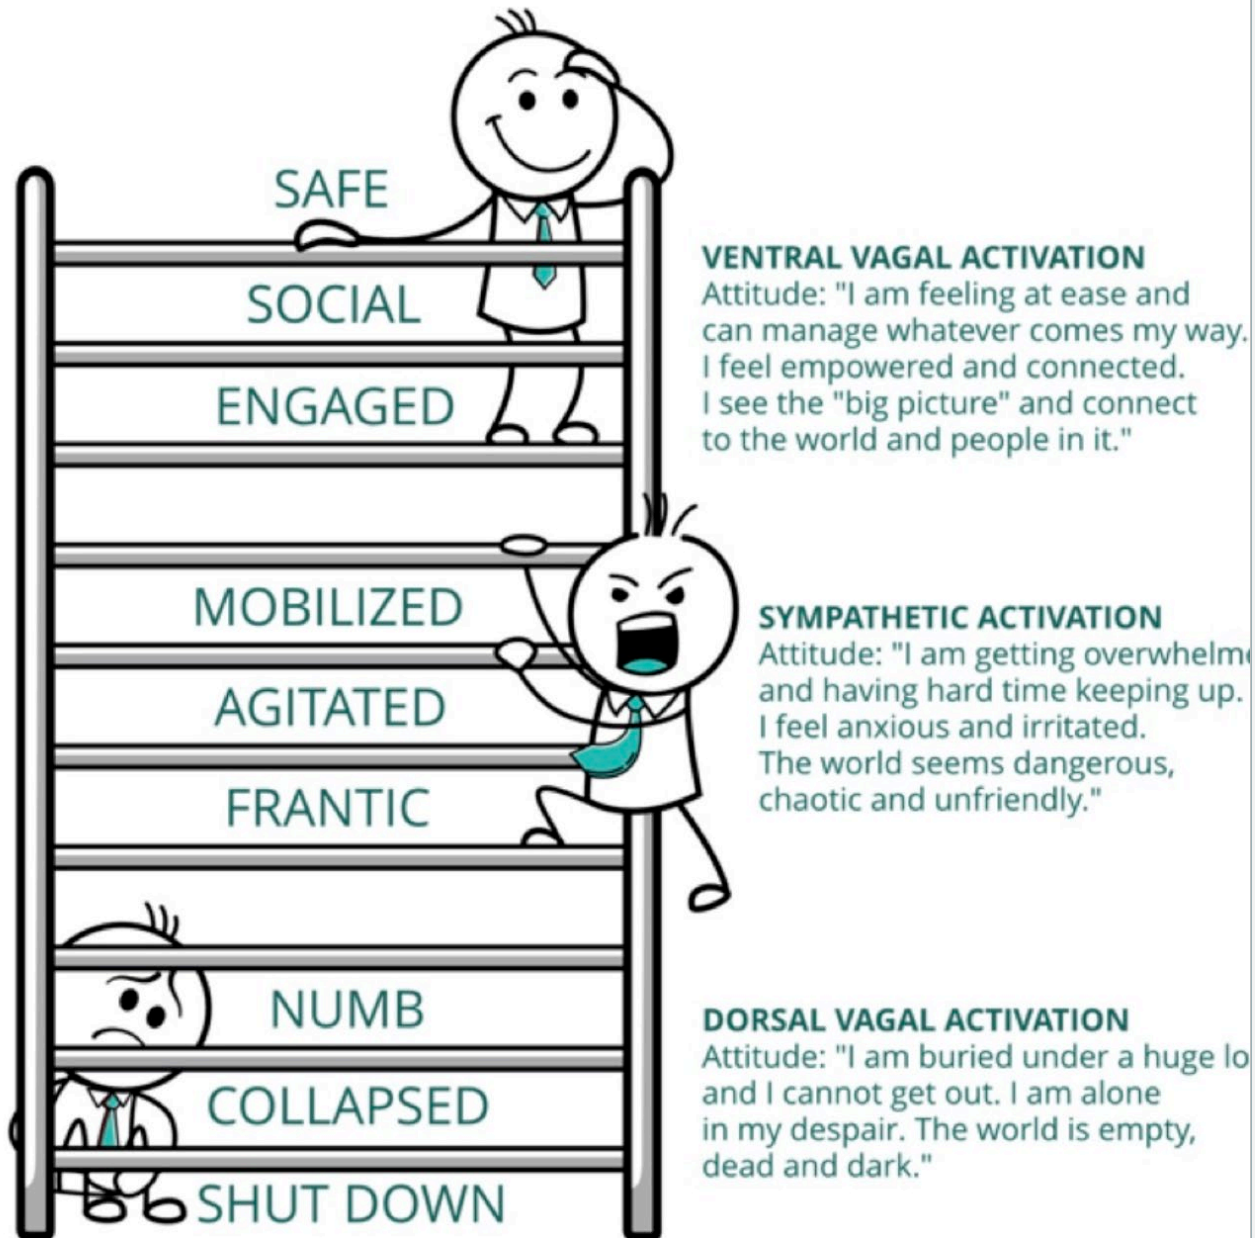 SAFE
SOCIAL
ENGAGED
VENTRAL VAGAL ACTIVATION
Attitude: "I am feeling at ease and
can manage whatever comes my way.
I feel empowered and connected.
I see the "big picture" and connect
to the world and people in it."
MOBILIZED
AGITATED
FRANTIC
SYMPATHETIC ACTIVATION
Attitude: "I am getting
and having hard time keeping up.
I feel anxious and irritated.
The world seems dangerous,
chaotic and unfriendly."
NUMB
COLLAPSED
SHUT DOWN
DORSAL VAGAL ACTIVATION
Attitude: "I am buried under a huge
and I cannot get out. I am alone
in my despair. The world is empty,
dead and dark."